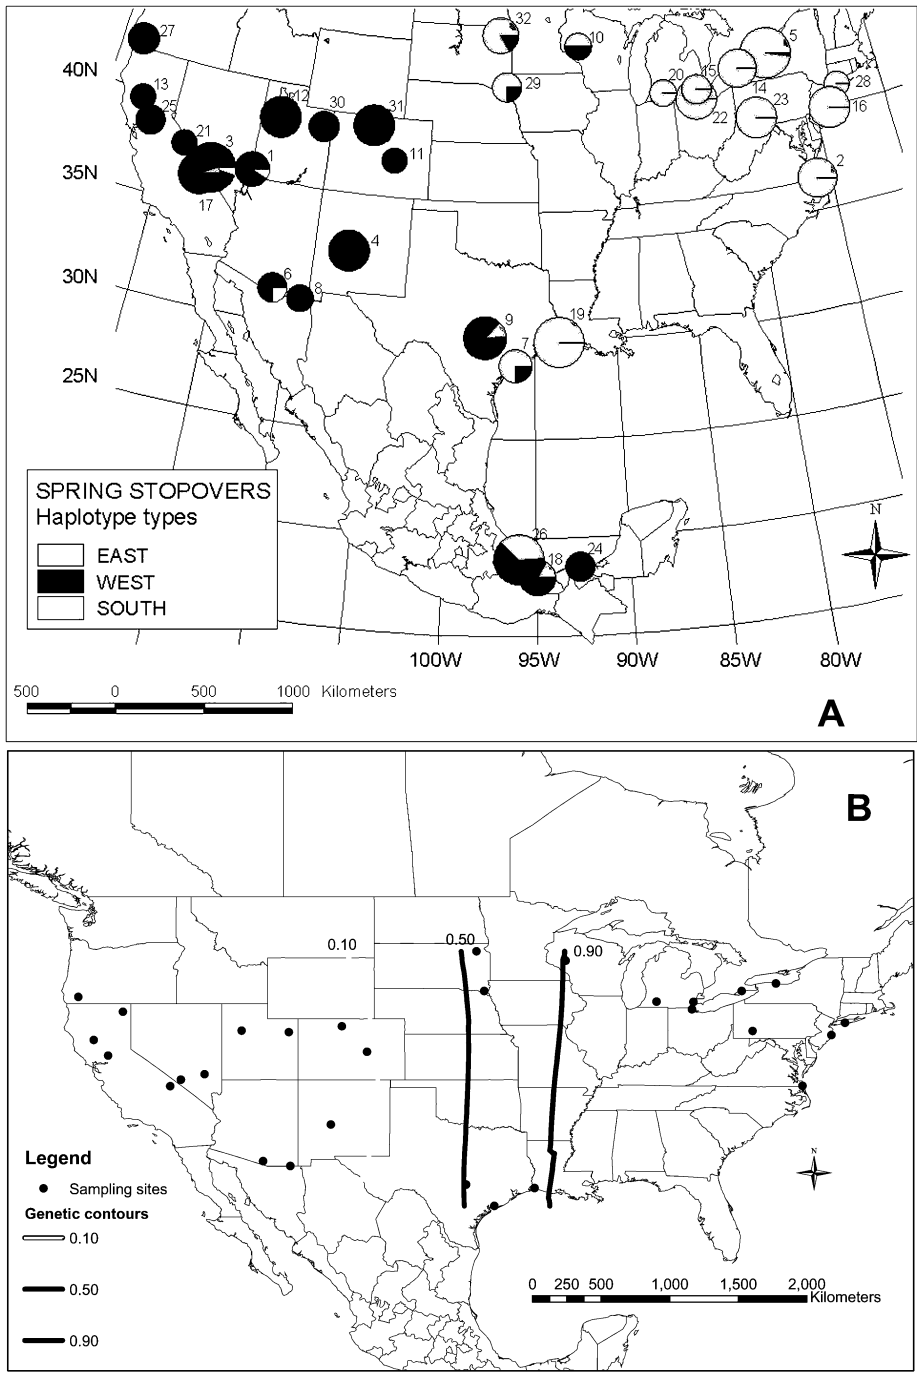 32
5
27
10
40N
15
20
29
13
14
28
12
30
31
25
16
23
22
21
3
11
1
35N
2
17
4
30N
6
8
19
9
7
25N
SPRING STOPOVERS
Haplotype types
N
26
EAST
24
18
WEST
SOUTH
100W
95W
90W
85W
80W
500
0
500
1000
Kilometers
A
B
0.10
0.50
0.90
Legend
N
Sampling sites
Genetic contours
0.10
0.50
0 250 500 1,000 1,500 2,000
Kilometers
0.90